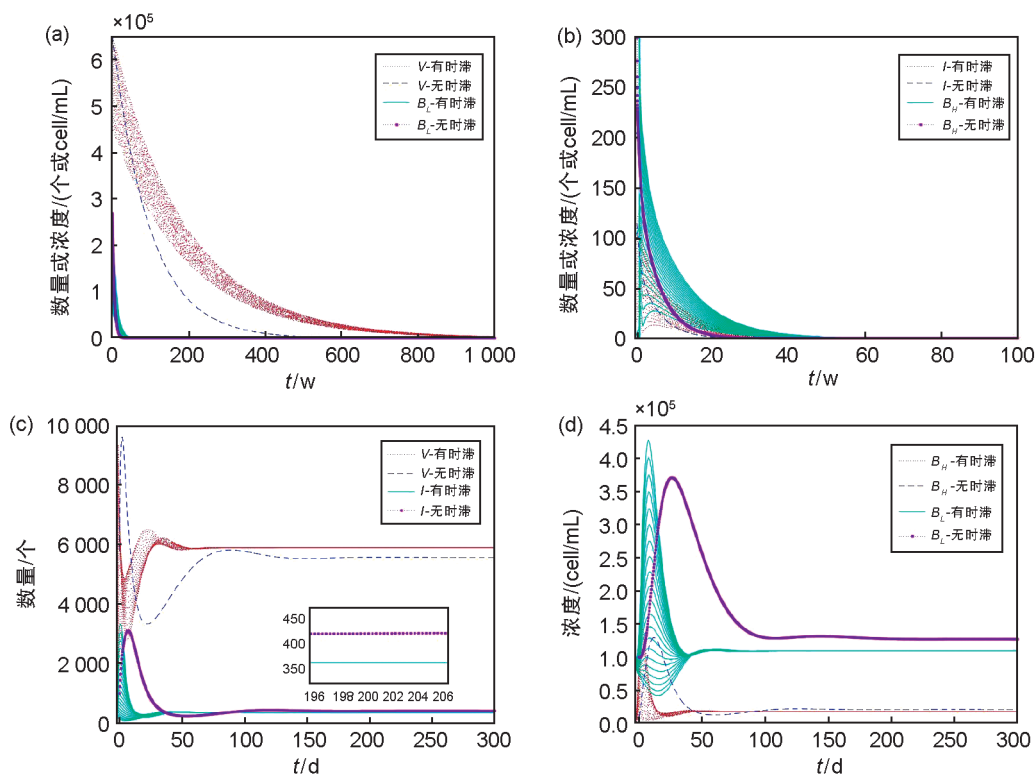 (a)
×10⁵
数量或浓度/(个或cell/mL)
6
5
4
3
2
1
0
0 200 400 600 800 1 000
t/w
V-有时滞
V-无时滞
B_L-有时滞
B_L-无时滞
(b)
数量或浓度/(个或cell/mL)
300
250
200
150
100
50
0
0 20 40 60 80 100
t/w
I-有时滞
I-无时滞
B_H-有时滞
B_H-无时滞
(c)
数量/个
10 000
8 000
6 000
4 000
2 000
0
0 50 100 150 200 250 300
t/d
V-有时滞
V-无时滞
I-有时滞
I-无时滞
450
400
350
196 198 200 202 204 206
(d)
×10⁵
浓度/(cell/mL)
4.5
4.0
3.5
3.0
2.5
2.0
1.5
1.0
0.5
0.0
0 50 100 150 200 250 300
t/d
B_H-有时滞
B_H-无时滞
B_L-有时滞
B_L-无时滞